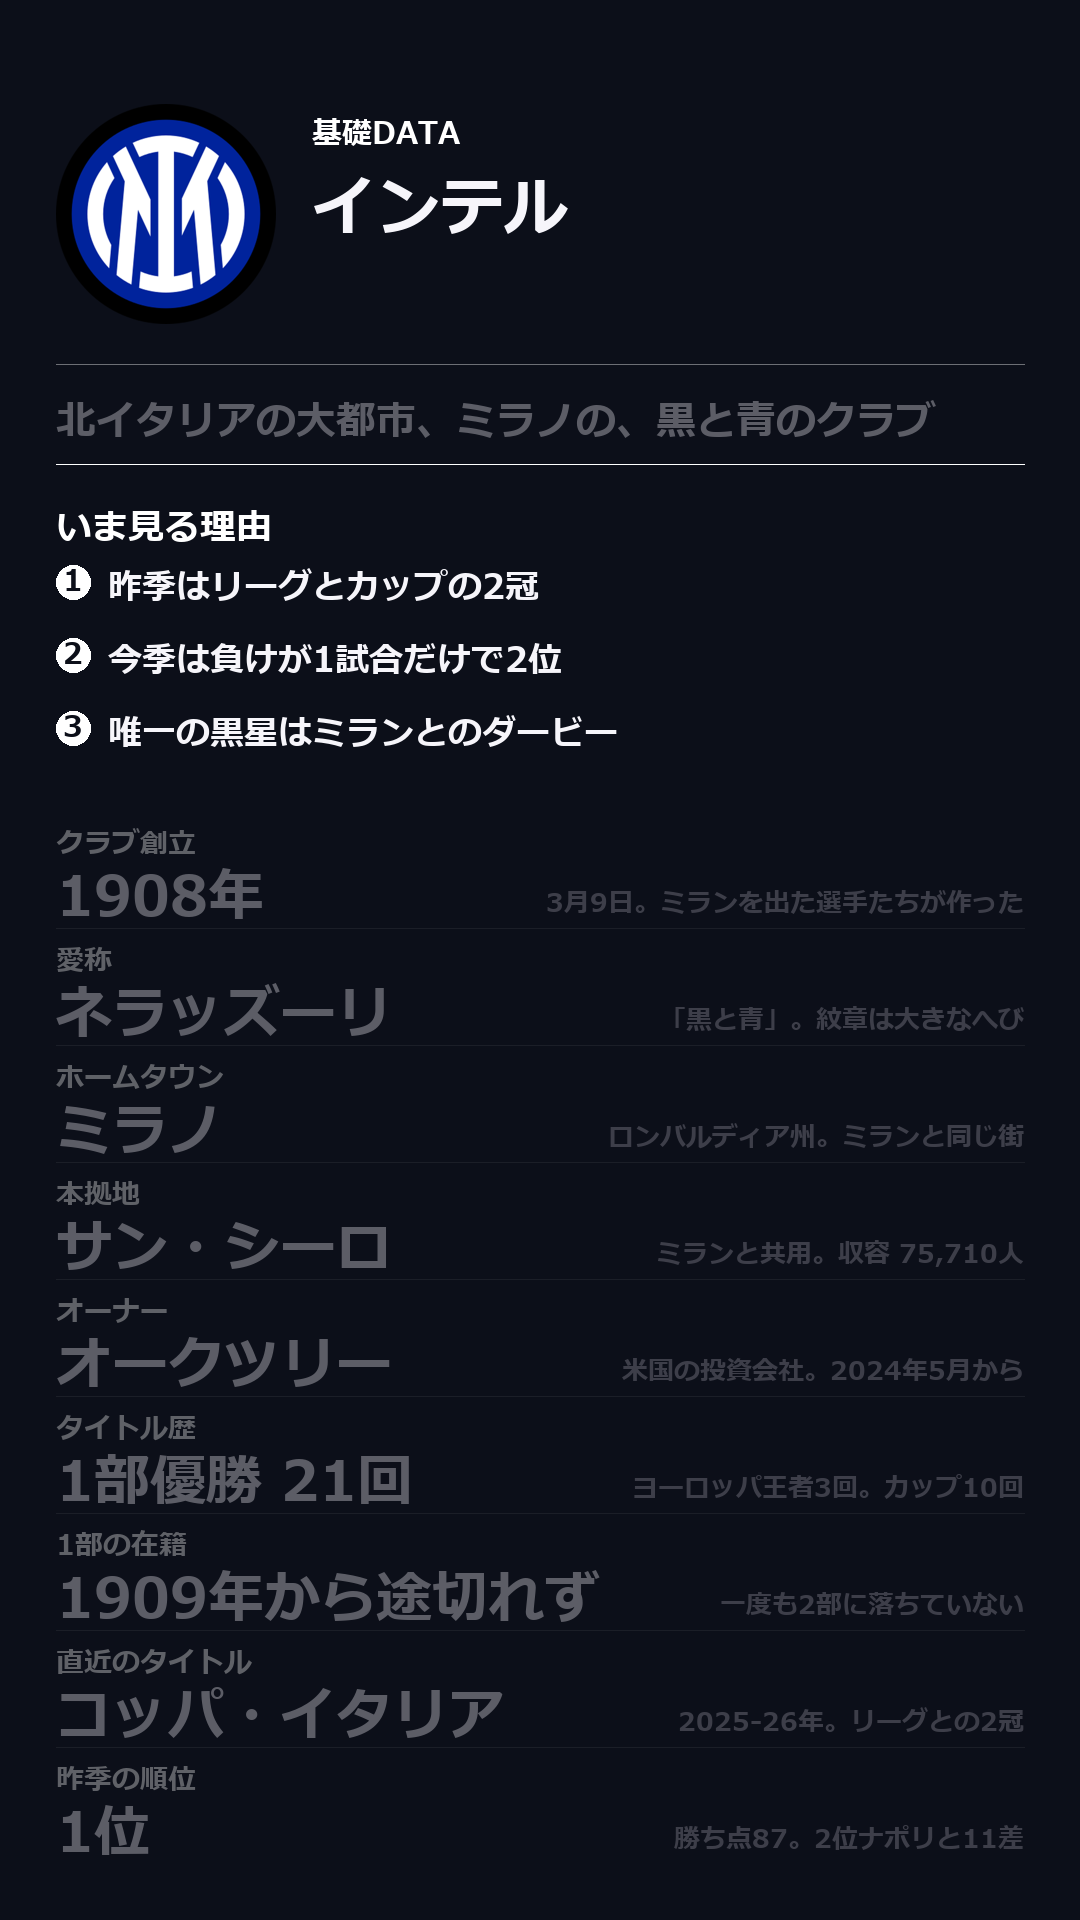 基礎DATA
インテル
北イタリアの大都市、ミラノの、黒と青のクラブ
いま見る理由
1 昨季はリーグとカップの2冠
2 今季は負けが1試合だけで2位
3 唯一の黒星はミランとのダービー
クラブ創立
1908年 3月9日。ミランを出た選手たちが作った
愛称
ネラッズーリ 「黒と青」。紋章は大きなへび
ホームタウン
ミラノ ロンバルディア州。ミランと同じ街
本拠地
サン・シーロ ミランと共用。収容 75,710人
オーナー
オークツリー 米国の投資会社。2024年5月から
タイトル歴
1部優勝 21回 ヨーロッパ王者3回。カップ10回
1部の在籍
1909年から途切れず 一度も2部に落ちていない
直近のタイトル
コッパ・イタリア 2025-26年。リーグとの2冠
昨季の順位
1位 勝ち点87。2位ナポリと11差